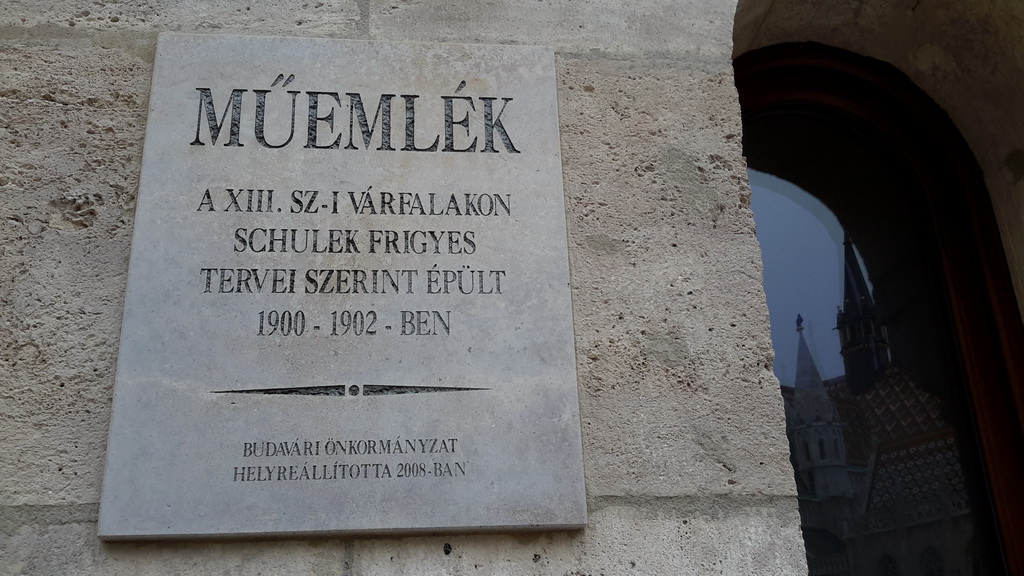 MŰEMLÉK
A XIII. SZ-I VÁRFALAKON
SCHULEK FRIGYES
TERVEI SZERINT ÉPÜLT
1900 - 1902 - BEN
BUDAVÁRI ÖNKORMÁNYZAT
HELYREÁLLÍTOTTA 2008-BAN